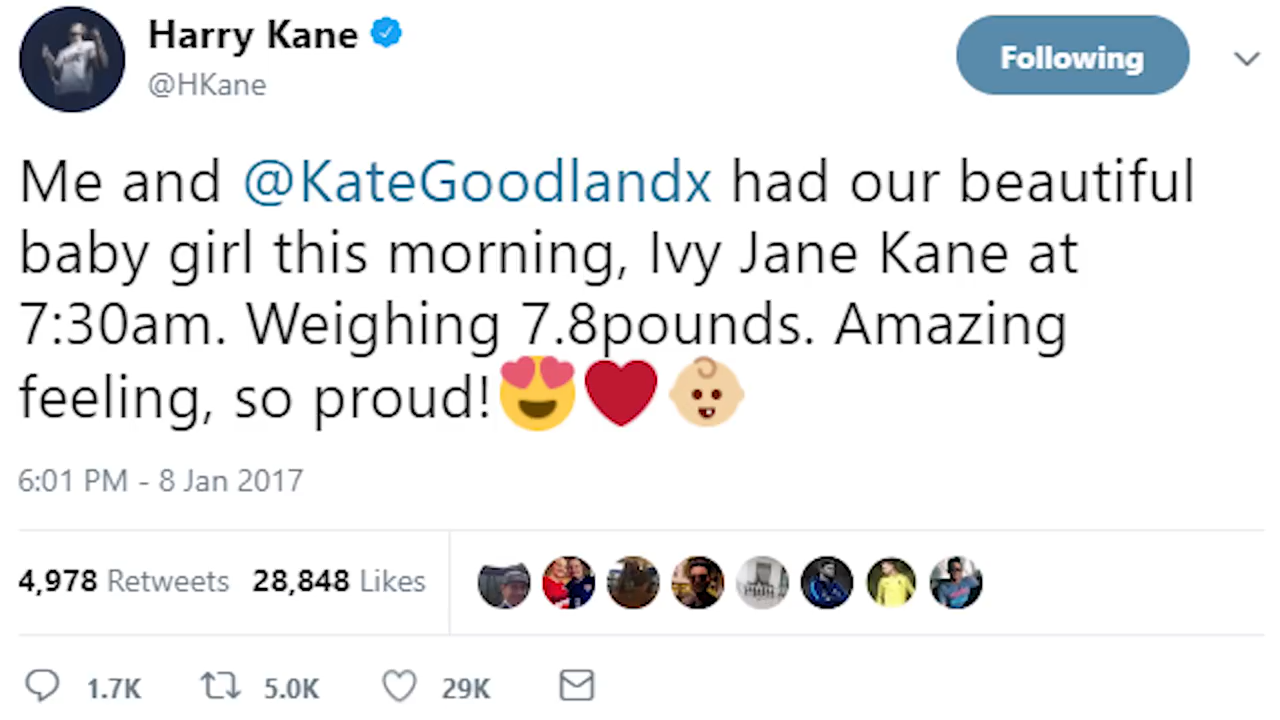 Harry Kane
@HKane
Following
Me and @KateGoodlandx had our beautiful
baby girl this morning, Ivy Jane Kane at
7:30am. Weighing 7.8pounds. Amazing
feeling, so proud!😍❤️👶
6:01 PM - 8 Jan 2017
4,978 Retweets 28,848 Likes
1.7K 5.0K 29K